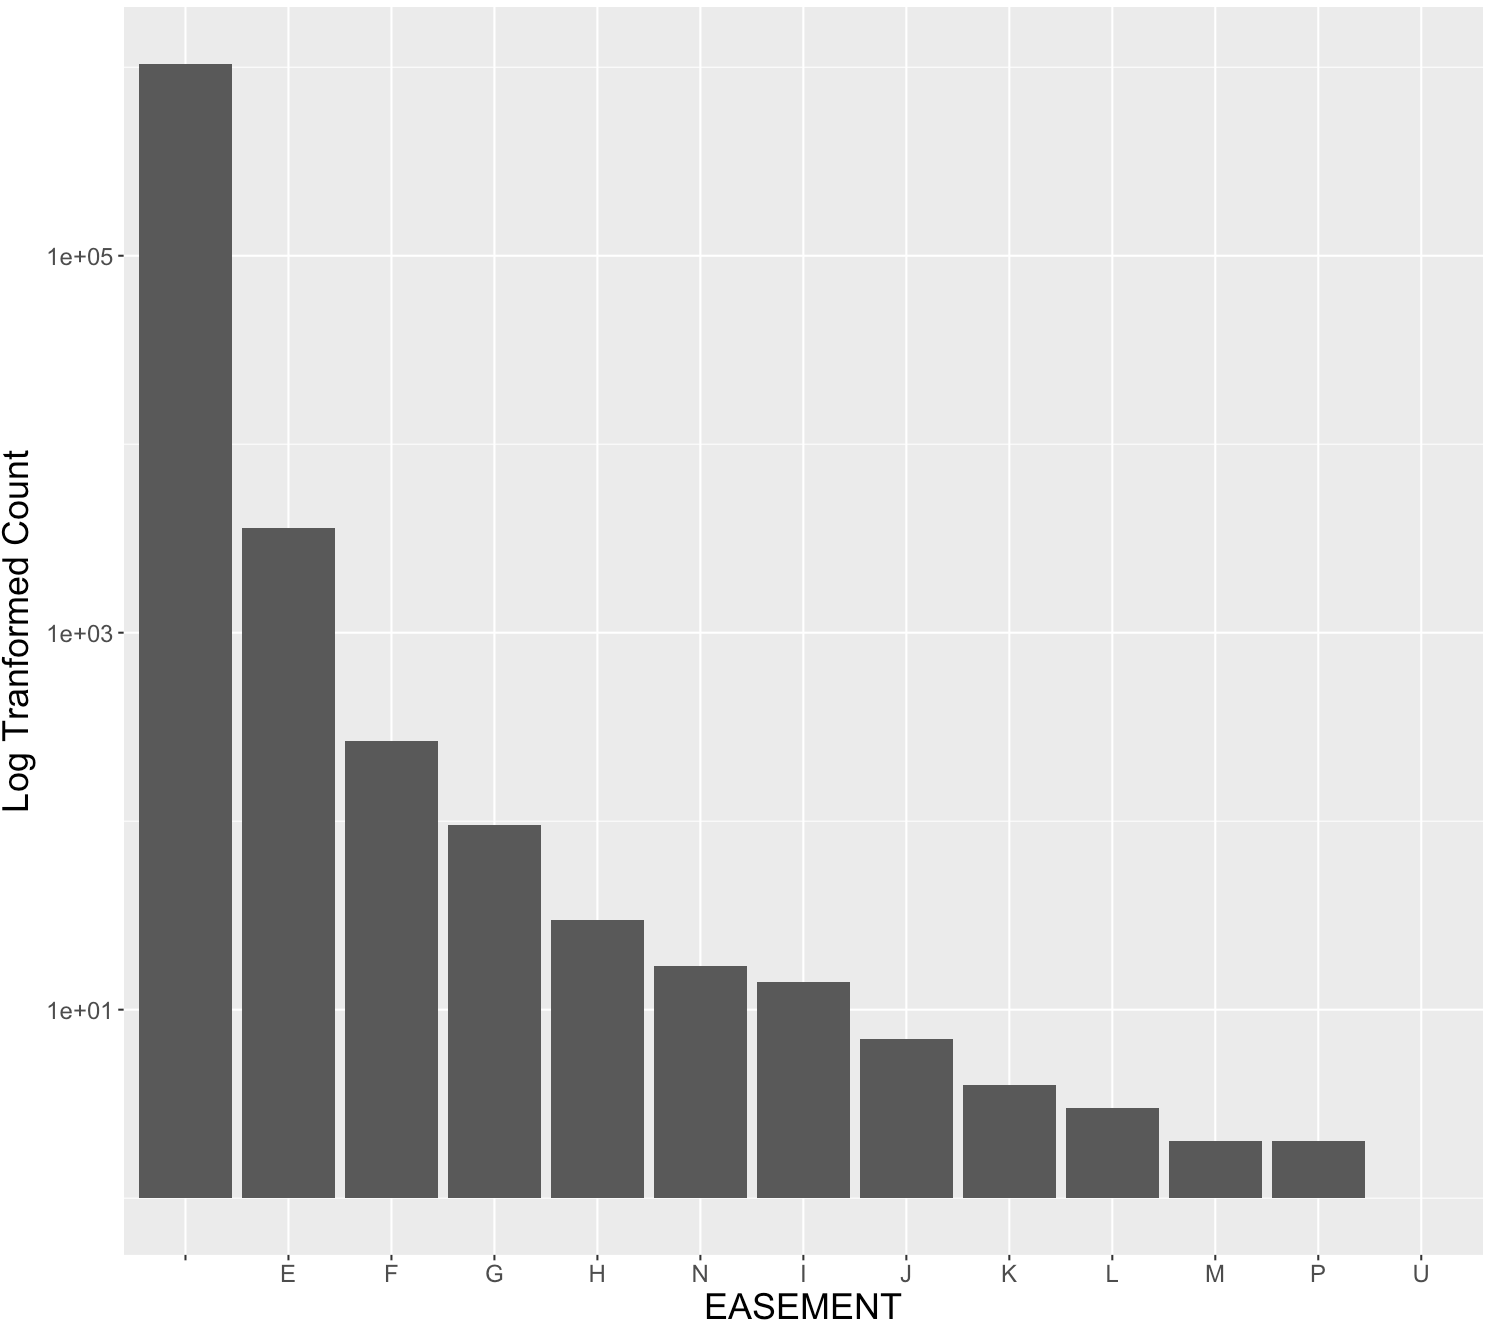 Log Tranformed Count
1e+05
1e+03
1e+01
E F G H N I J K L M P U
EASEMENT